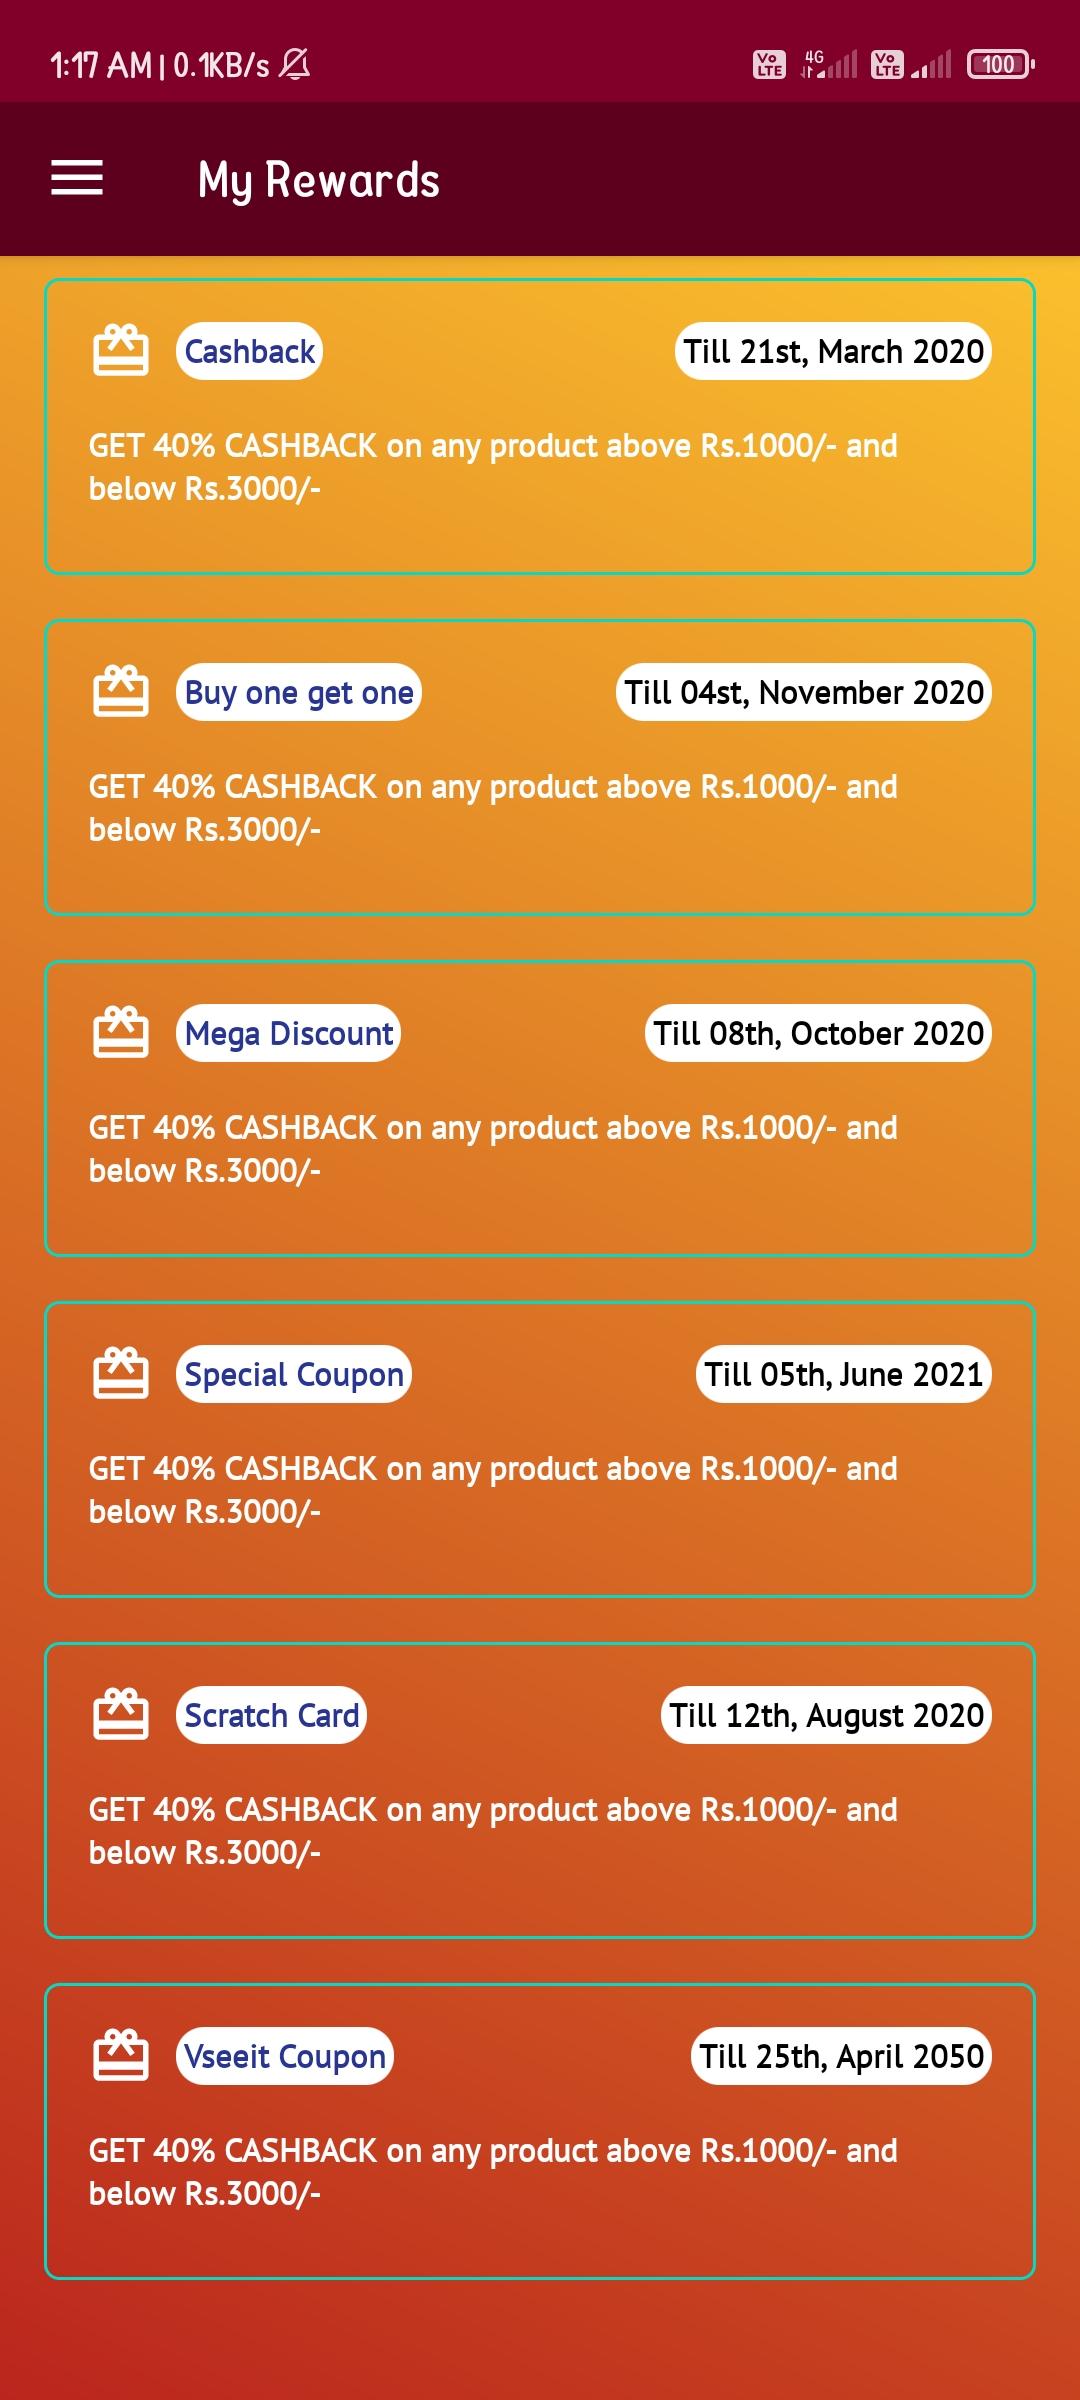 1:17 AM | 0.1KB/s Vo LTE 4G Vo LTE 100
My Rewards
Cashback Till 21st, March 2020
GET 40% CASHBACK on any product above Rs.1000/- and
below Rs.3000/-
Buy one get one Till 04st, November 2020
GET 40% CASHBACK on any product above Rs.1000/- and
below Rs.3000/-
Mega Discount Till 08th, October 2020
GET 40% CASHBACK on any product above Rs.1000/- and
below Rs.3000/-
Special Coupon Till 05th, June 2021
GET 40% CASHBACK on any product above Rs.1000/- and
below Rs.3000/-
Scratch Card Till 12th, August 2020
GET 40% CASHBACK on any product above Rs.1000/- and
below Rs.3000/-
Vseeit Coupon Till 25th, April 2050
GET 40% CASHBACK on any product above Rs.1000/- and
below Rs.3000/-